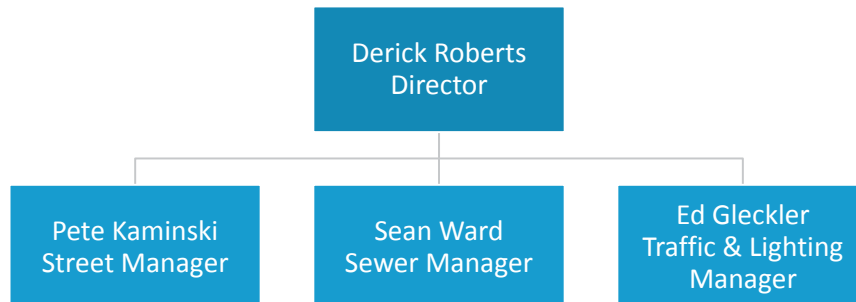 Derick Roberts
Director
Pete Kaminski
Street Manager
Sean Ward
Sewer Manager
Ed Gleckler
Traffic & Lighting
Manager